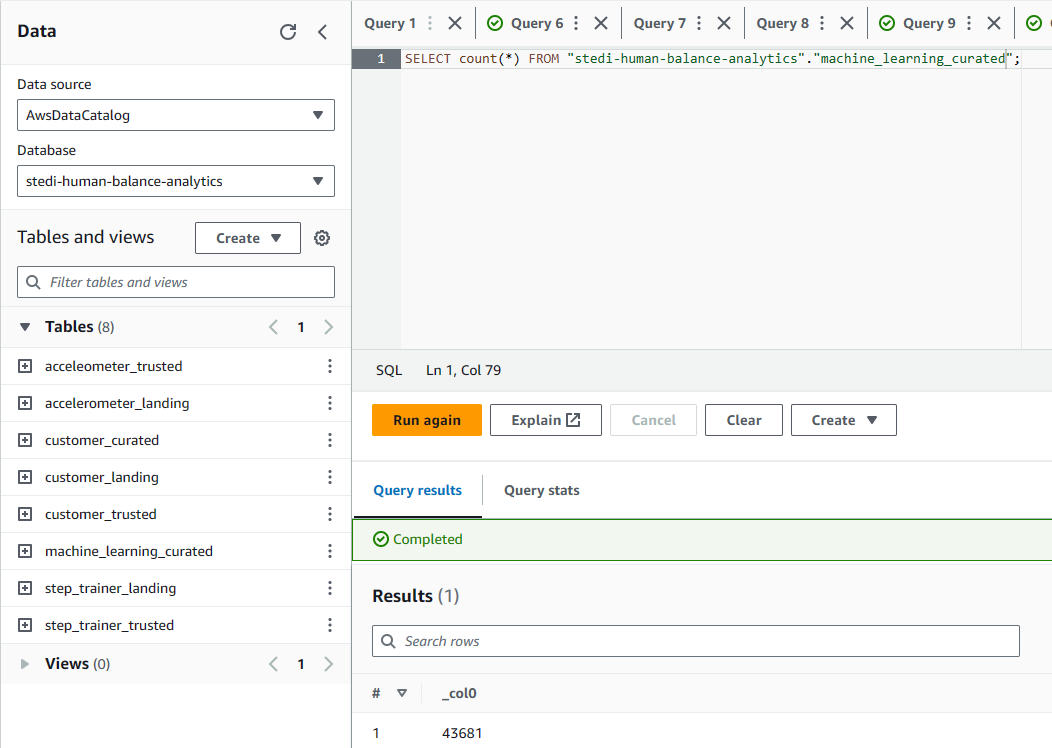 Data
Data source
AwsDataCatalog
Database
stedi-human-balance-analytics
Tables and views
Create
Filter tables and views
Tables (8)
1
acceleometer_trusted
accelerometer_landing
customer_curated
customer_landing
customer_trusted
machine_learning_curated
step_trainer_landing
step_trainer_trusted
Views (0)
1
Query 1
Query 6
Query 7
Query 8
Query 9
1 SELECT count(*) FROM "stedi-human-balance-analytics"."machine_learning_curated";
SQL Ln 1, Col 79
Run again Explain Cancel Clear Create
Query results Query stats
Completed
Results (1)
Search rows
# _col0
1 43681